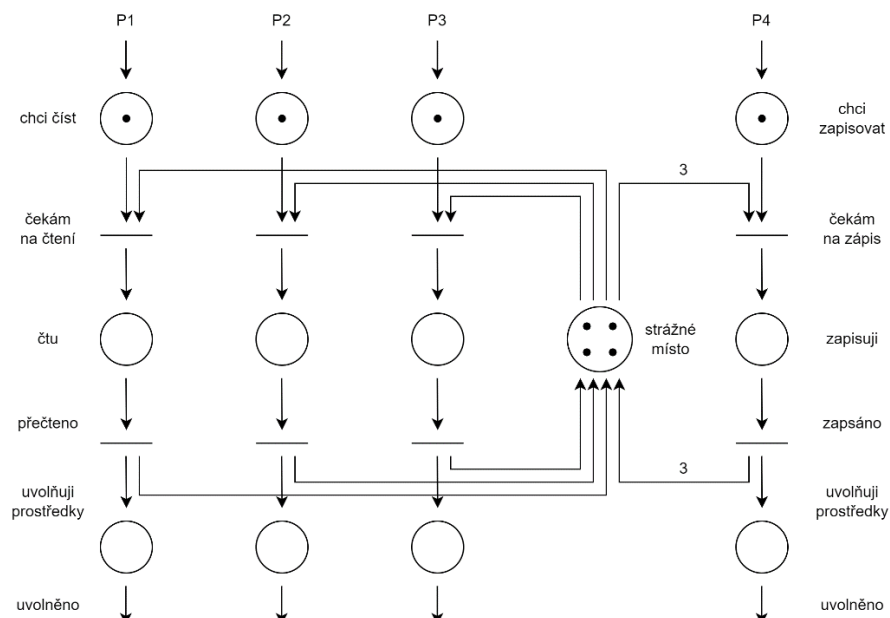 P1
P2
P3
P4
chci číst
chci
zapisovat
3
čekám
na čtení
čekám
na zápis
čtu
strážné
místo
zapisuji
přečteno
zapsáno
3
uvolňuji
prostředky
uvolňuji
prostředky
uvolněno
uvolněno